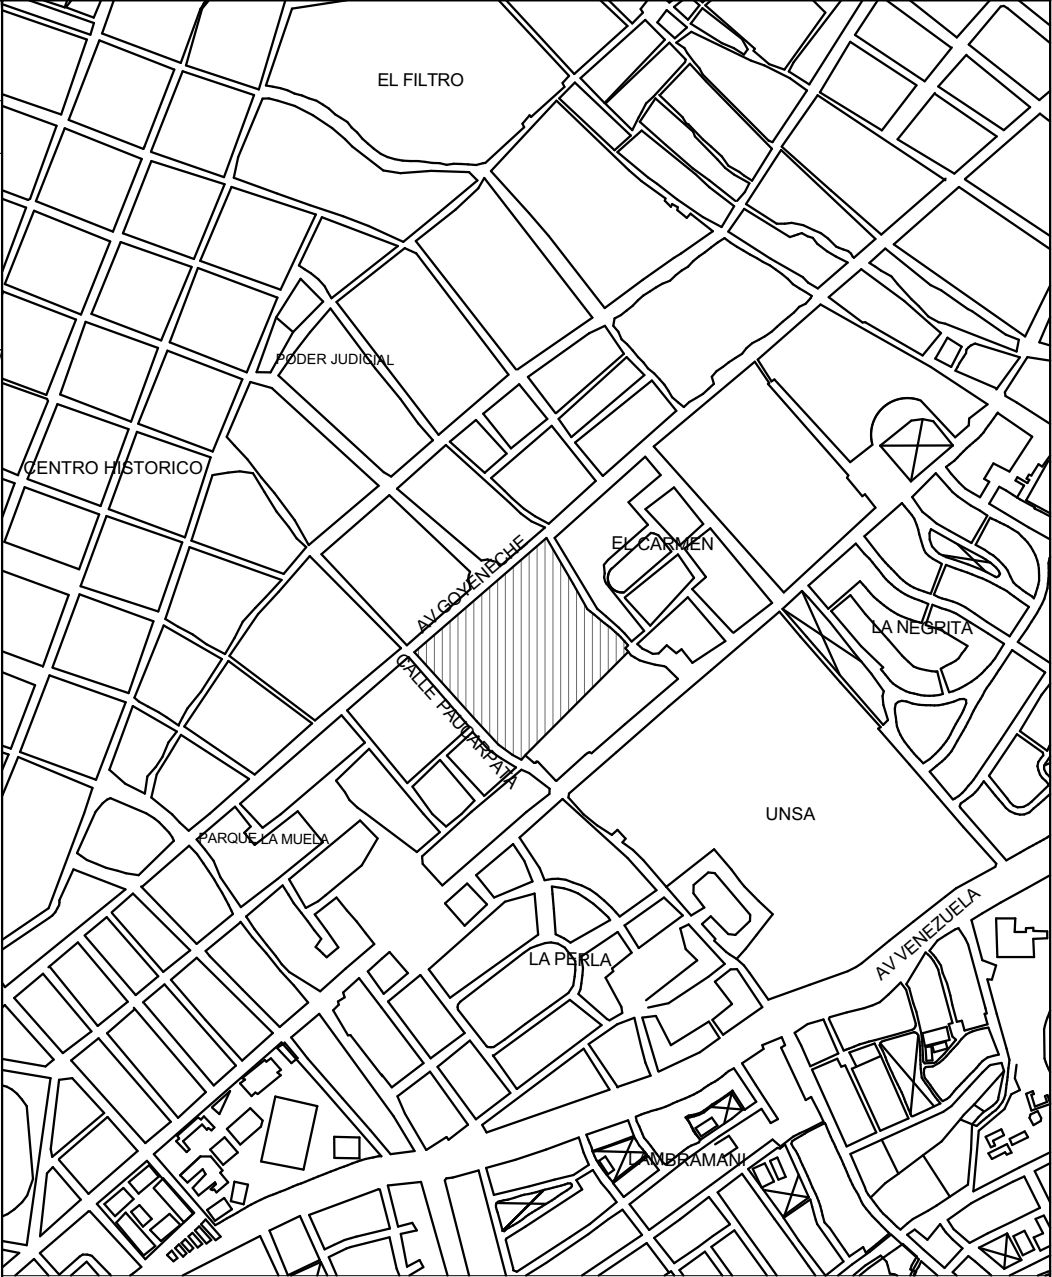 EL FILTRO
PODER JUDICIAL
CENTRO HISTORICO
EL CARMEN
AV GOYENECHE
LA NEGRITA
CALLE PAUCARPATA
UNSA
PARQUE LA MUELA
AV VENEZUELA
LA PERLA
LAMBRAMANI